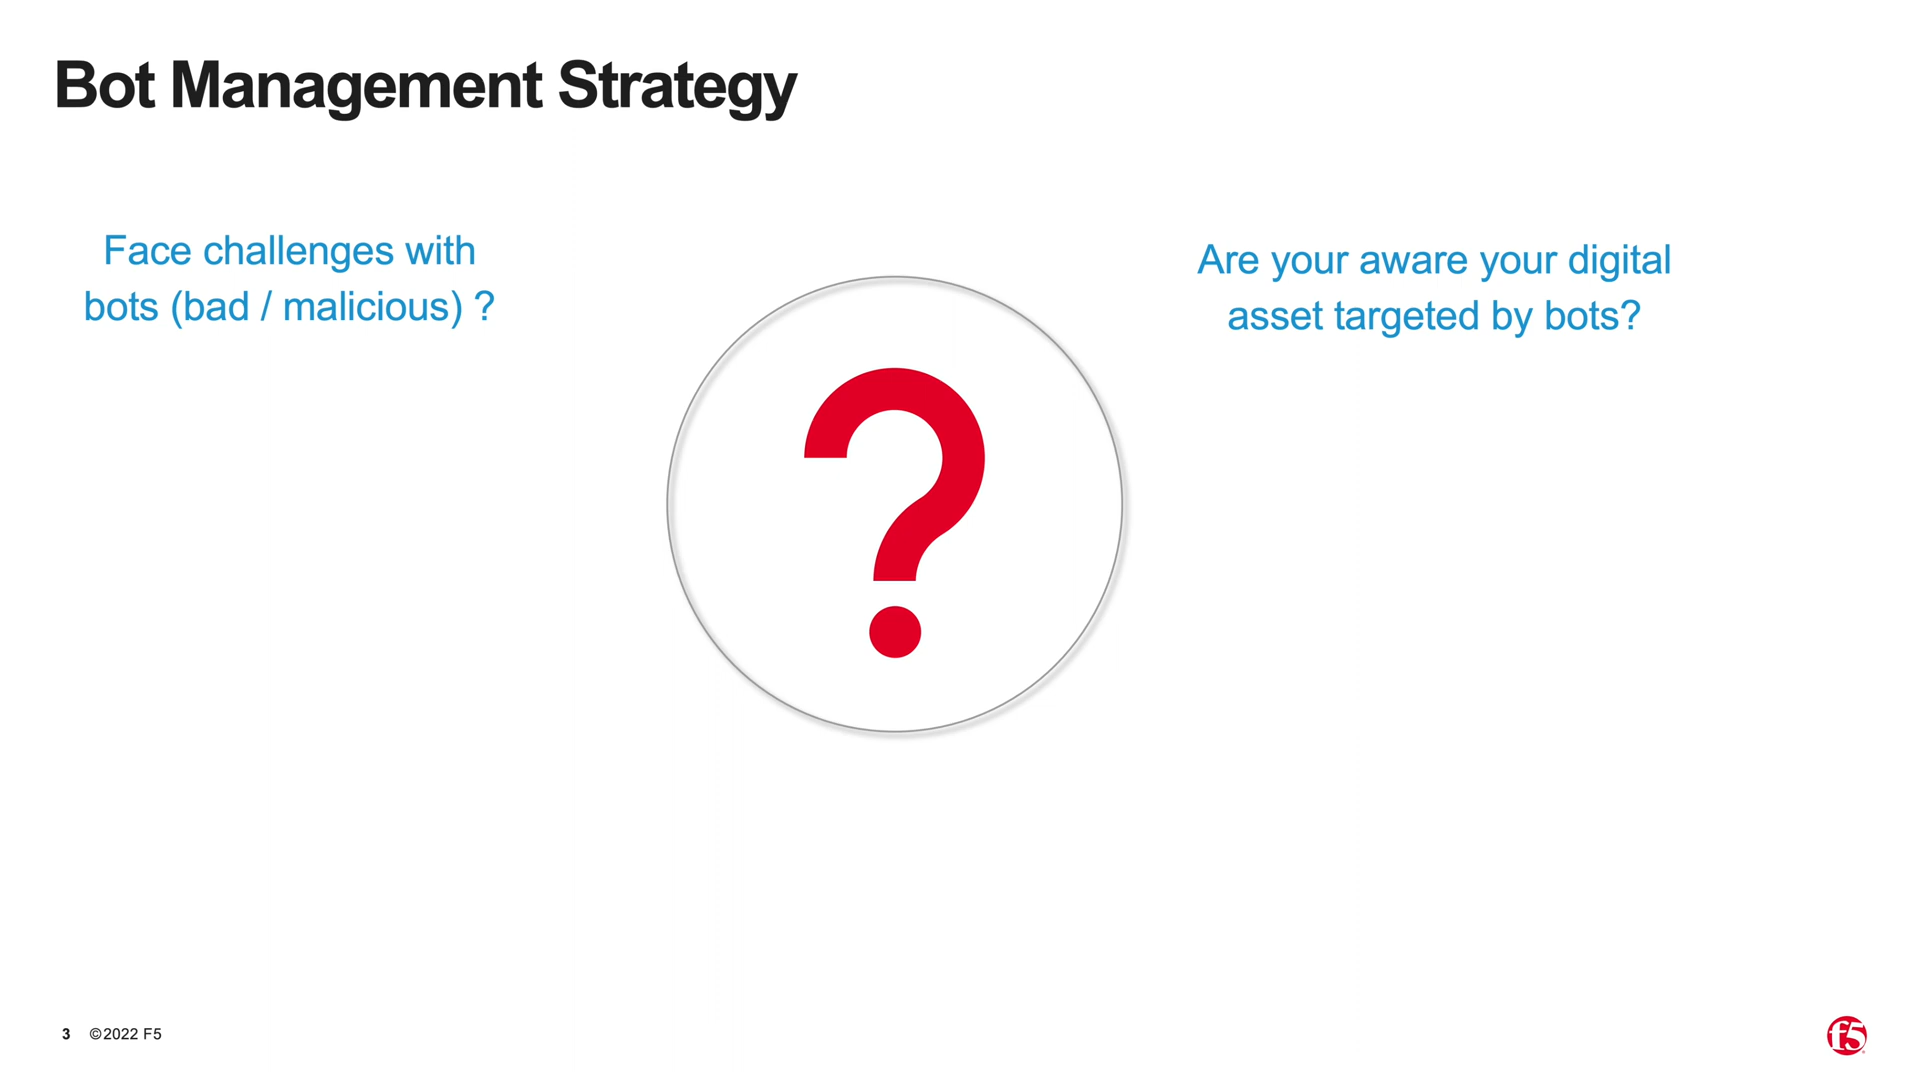 Bot Management Strategy
Face challenges with
bots (bad / malicious) ?
Are your aware your digital
asset targeted by bots?
?
3 ©2022 F5
f5